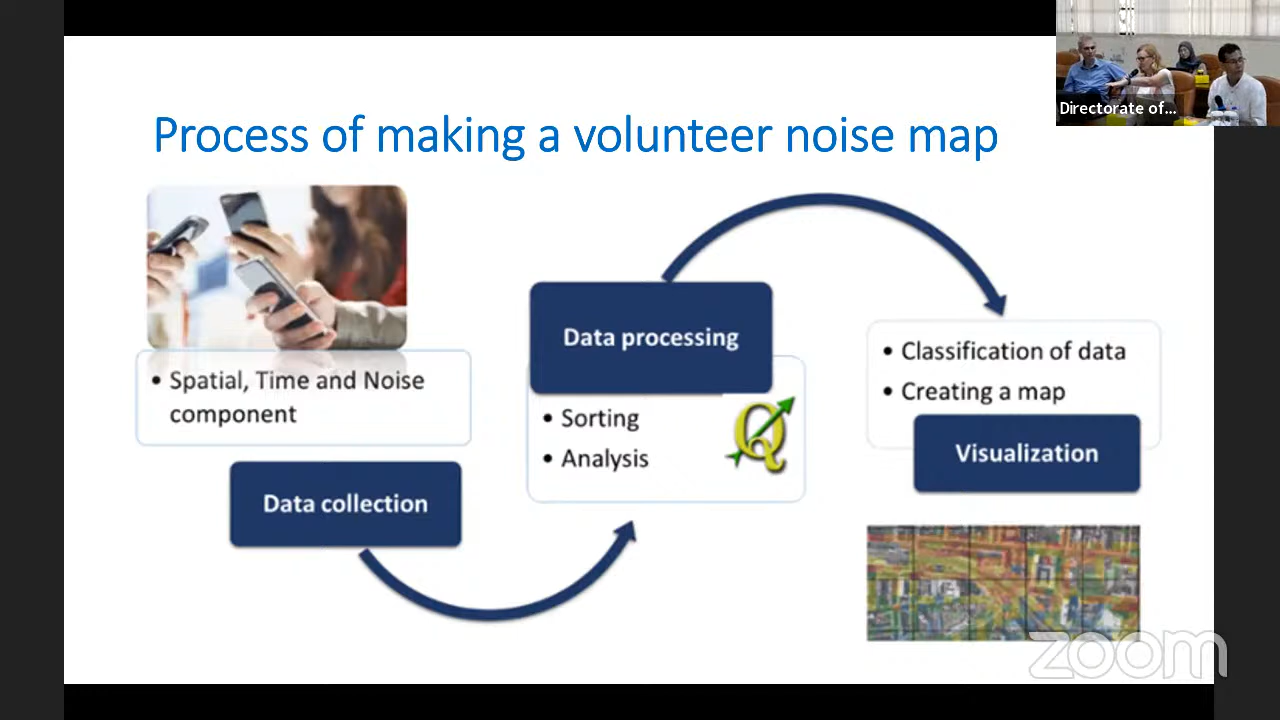 Directorate of...
Process of making a volunteer noise map
• Spatial, Time and Noise
component
Data collection
Data processing
• Sorting
• Analysis
• Classification of data
• Creating a map
Visualization
zoom